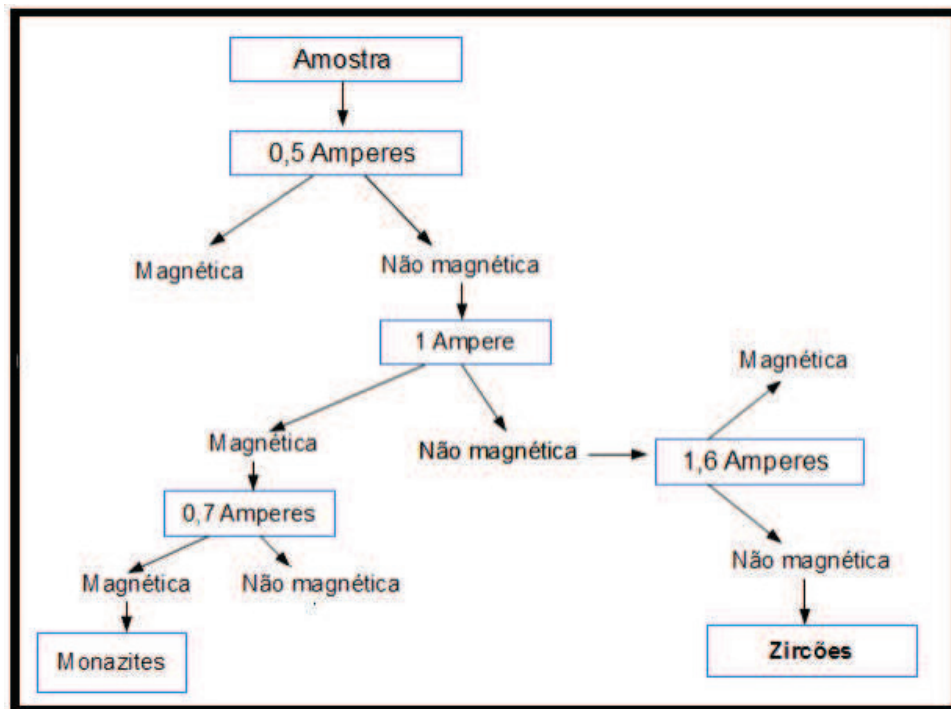 Amostra
0,5 Amperes
Magnética
Não magnética
1 Ampere
Magnética
Magnética
Não magnética
1,6 Amperes
0,7 Amperes
Magnética
Não magnética
Não magnética
Monazites
Zircões